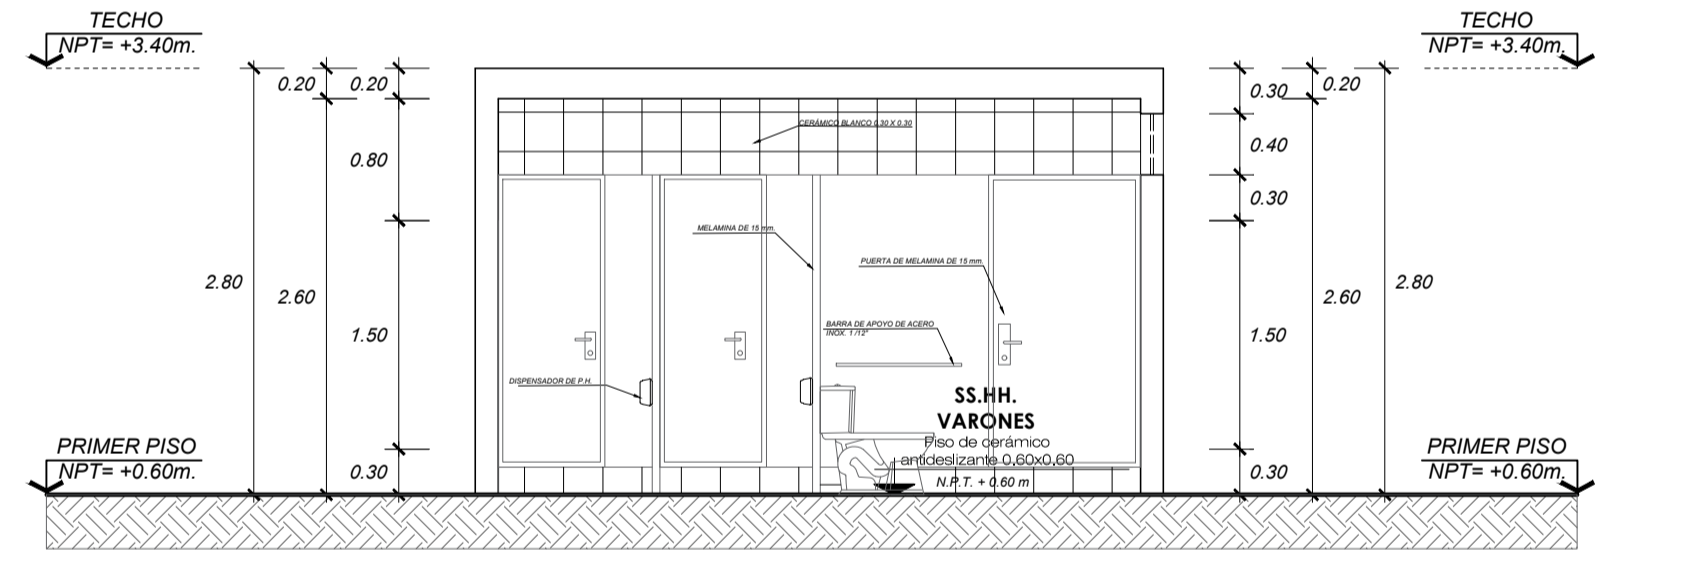 TECHO
NPT= +3.40m.
TECHO
NPT= +3.40m.
0.20
0.20
0.30
0.20
CERÁMICO BLANCO 0.30 X 0.30
0.80
0.40
0.30
MELAMINA DE 15 mm.
PUERTA DE MELAMINA DE 15 mm.
2.80
2.60
2.60
2.80
1.50
BARRA DE APOYO DE ACERO
INOX. 1 /12"
1.50
DISPENSADOR DE P.H.
SS.HH.
VARONES
Piso de cerámico
antideslizante 0,60x0,60
N.P.T. + 0.60 m
PRIMER PISO
NPT= +0.60m.
0.30
0.30
PRIMER PISO
NPT= +0.60m.